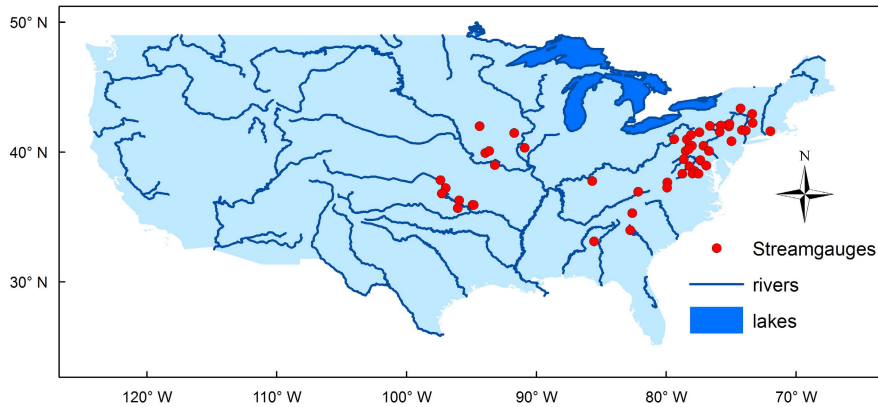 50° N
40° N
30° N
N
Streamgauges
rivers
lakes
120° W
110° W
100° W
90° W
80° W
70° W